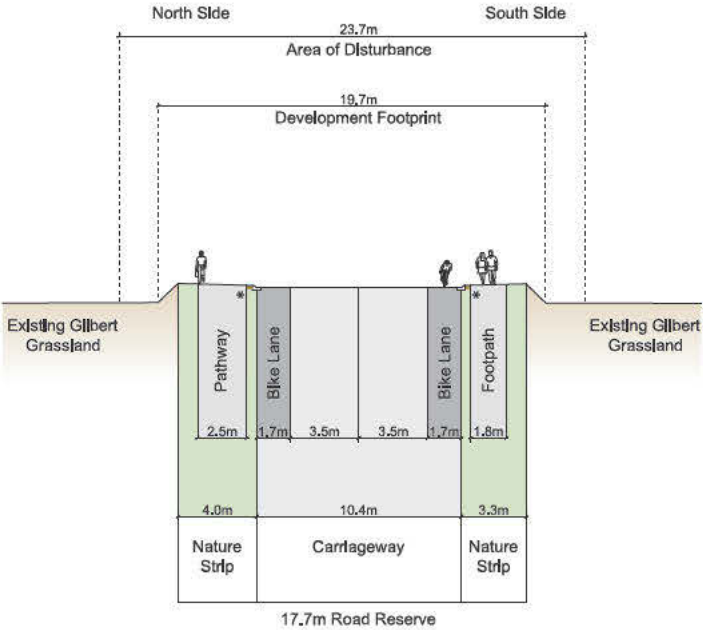 North Side
South Side
23.7m
Area of Disturbance
19.7m
Development Footprint
Existing Gilbert
Grassland
Existing Gilbert
Grassland
*
*
Pathway
Bike Lane
Bike Lane
Footpath
2.5m
1.7m
3.5m
3.5m
1.7m
1.8m
4.0m
10.4m
3.3m
Nature
Strip
Carriageway
Nature
Strip
17.7m Road Reserve